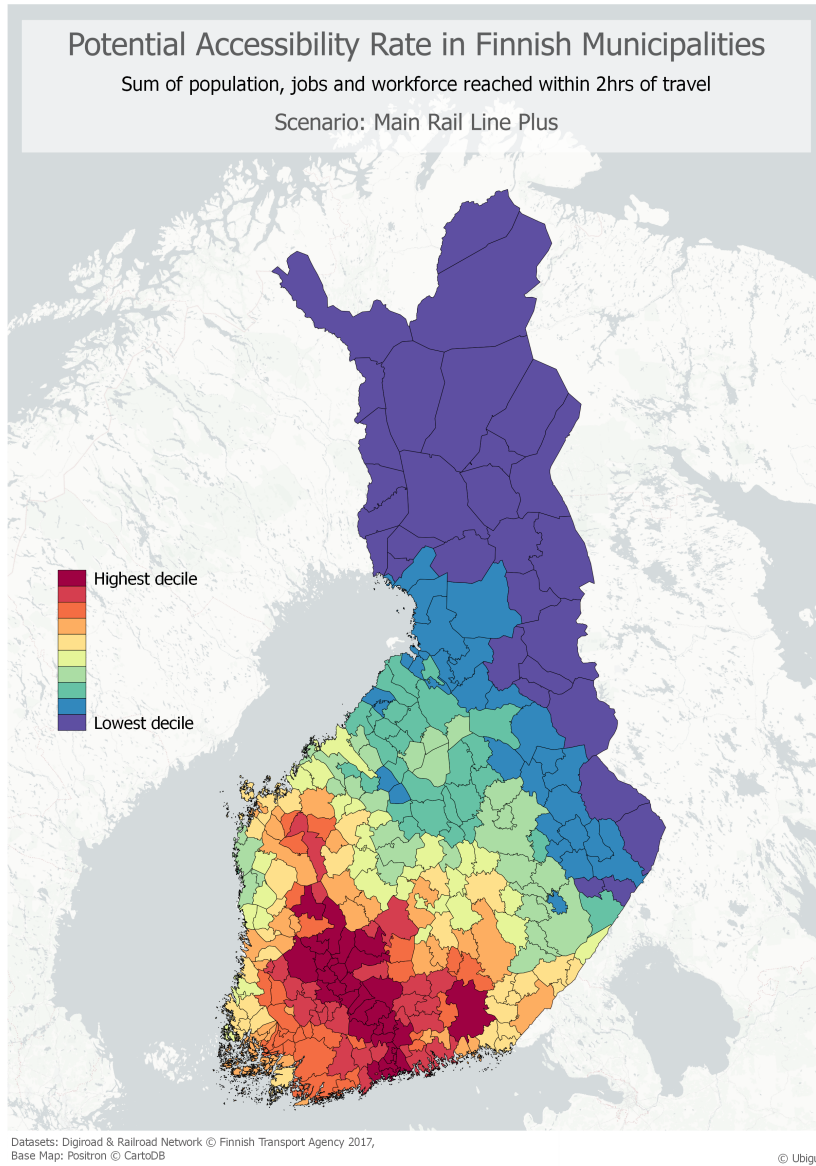 Potential Accessibility Rate in Finnish Municipalities
Sum of population, jobs and workforce reached within 2hrs of travel
Scenario: Main Rail Line Plus
Highest decile
Lowest decile
Datasets: Digiroad & Railroad Network © Finnish Transport Agency 2017,
Base Map: Positron © CartoDB
© Ubigu